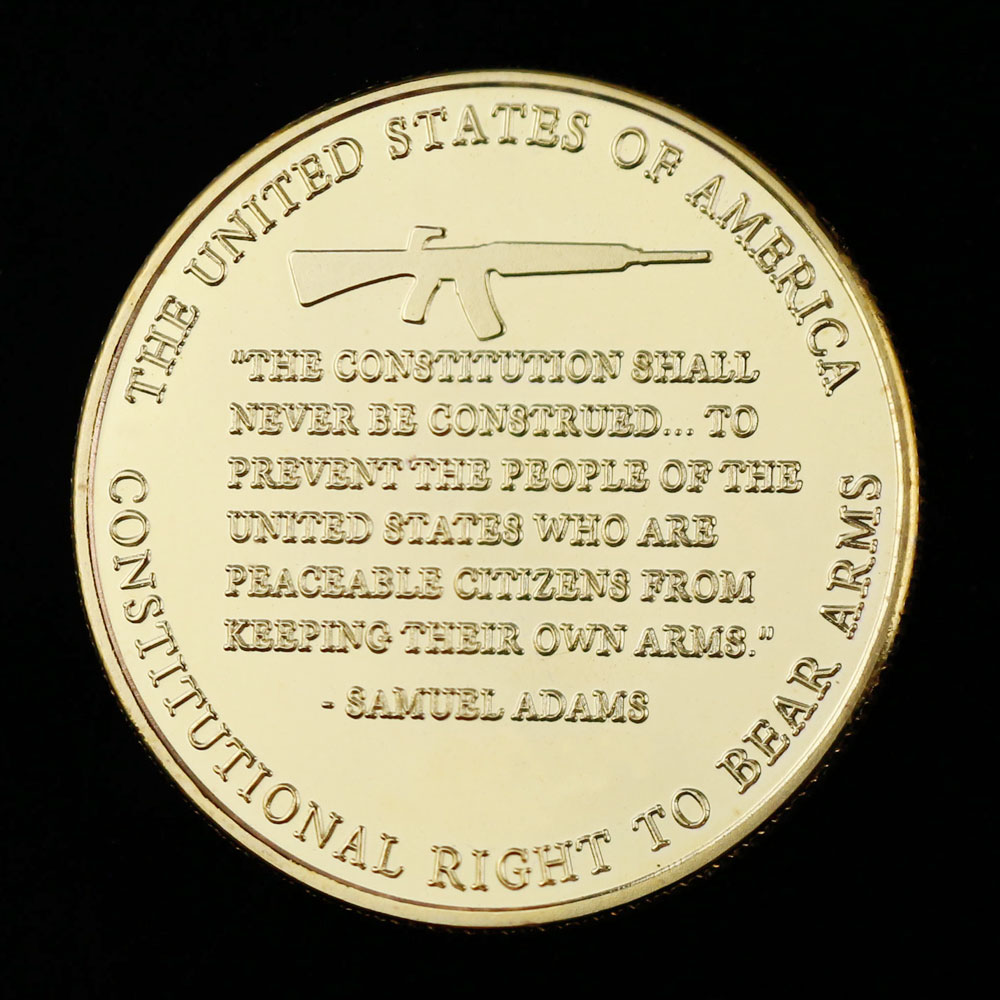 THE UNITED STATES OF AMERICA
"THE CONSTITUTION SHALL
NEVER BE CONSTRUED... TO
PREVENT THE PEOPLE OF THE
UNITED STATES WHO ARE
PEACEABLE CITIZENS FROM
KEEPING THEIR OWN ARMS."
- SAMUEL ADAMS
CONSTITUTIONAL RIGHT TO BEAR ARMS